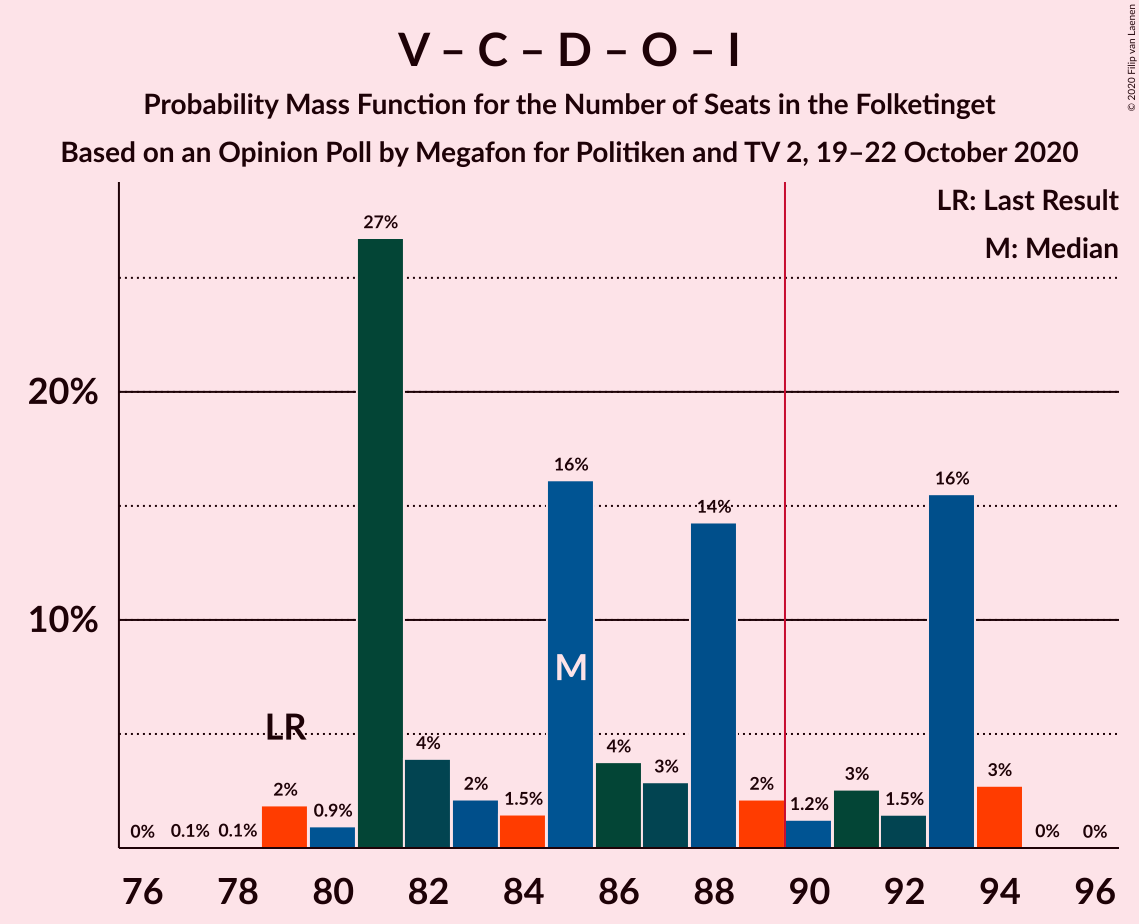 V – C – D – O – I
Probability Mass Function for the Number of Seats in the Folketinget
Based on an Opinion Poll by Megafon for Politiken and TV 2, 19–22 October 2020
© 2020 Filip van Laenen
LR: Last Result
M: Median
20%
10%
0%
0.1%
0.1%
2%
0.9%
27%
4%
2%
1.5%
16%
4%
3%
14%
2%
1.2%
3%
1.5%
16%
3%
0%
0%
LR
M
76 78 80 82 84 86 88 90 92 94 96